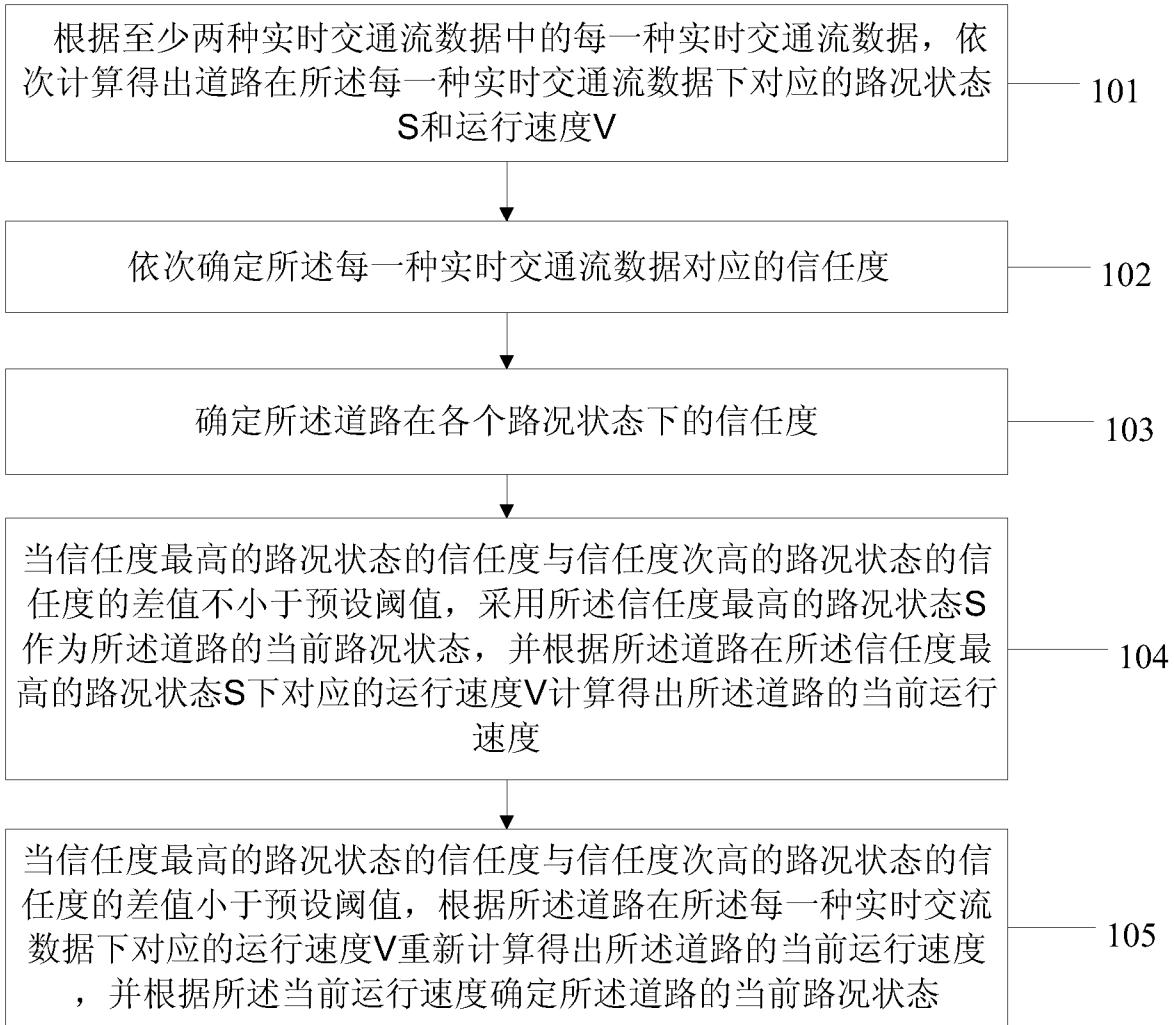 根据至少两种实时交通流数据中的每一种实时交通流数据，依
次计算得出道路在所述每一种实时交通流数据下对应的路况状态
S和运行速度V
101
依次确定所述每一种实时交通流数据对应的信任度
102
确定所述道路在各个路况状态下的信任度
103
当信任度最高的路况状态的信任度与信任度次高的路况状态的信
任度的差值不小于预设阈值，采用所述信任度最高的路况状态S
作为所述道路的当前路况状态，并根据所述道路在所述信任度最
高的路况状态S下对应的运行速度V计算得出所述道路的当前运行
速度
104
当信任度最高的路况状态的信任度与信任度次高的路况状态的信
任度的差值小于预设阈值，根据所述道路在所述每一种实时交流
数据下对应的运行速度V重新计算得出所述道路的当前运行速度
，并根据所述当前运行速度确定所述道路的当前路况状态
105